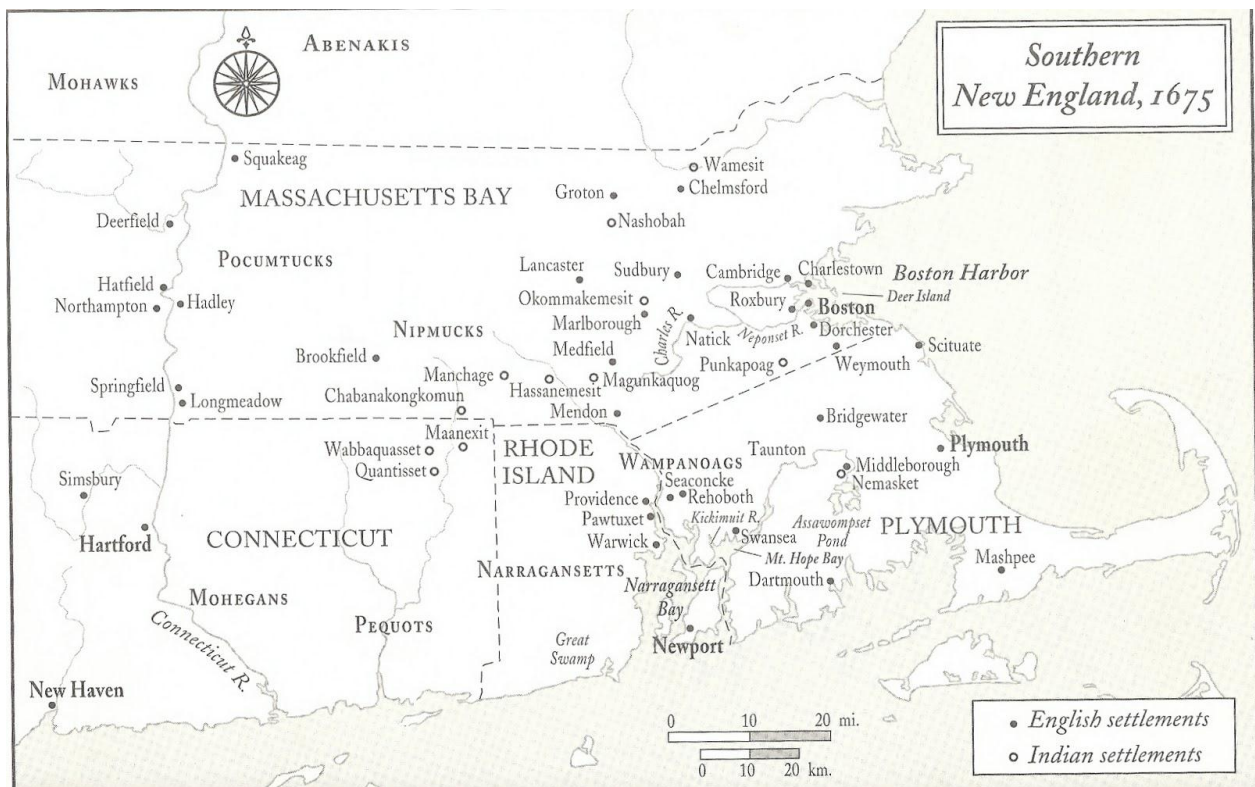 Southern
New England, 1675
ABENAKIS
MOHAWKS
Squakeag
Wamesit
MASSACHUSETTS BAY
Groton
Chelmsford
Nashobah
Deerfield
POCUMTUCKS
Lancaster
Sudbury
Cambridge
Charlestown
Boston Harbor
Hatfield
Deer Island
Northampton
Hadley
Okommakemesit
Roxbury
Boston
Marlborough
Charles R.
Natick
Neponset R.
Dorchester
NIPMUCKS
Medfield
Punkapoag
Weymouth
Scituate
Brookfield
Manchage
Hassanemesit
Magunkaquog
Springfield
Chabanakongkomun
Longmeadow
Mendon
Bridgewater
Maanexit
Wabbaquasset
RHODE
ISLAND
Taunton
Plymouth
WAMPANOAGS
Quantisset
Middleborough
Nemasket
Simsbury
Seaconcke
Providence
Rehoboth
Pawtuxet
Kickimuit R.
Assawompset
Pond
PLYMOUTH
Hartford
CONNECTICUT
Warwick
Swansea
Mt. Hope Bay
Mashpee
NARRAGANSETTS
Narragansett
Bay
Dartmouth
MOHEGANS
Connecticut R.
PEQUOTS
Great
Swamp
Newport
New Haven
0 10 20 mi.
0 10 20 km.
English settlements
Indian settlements